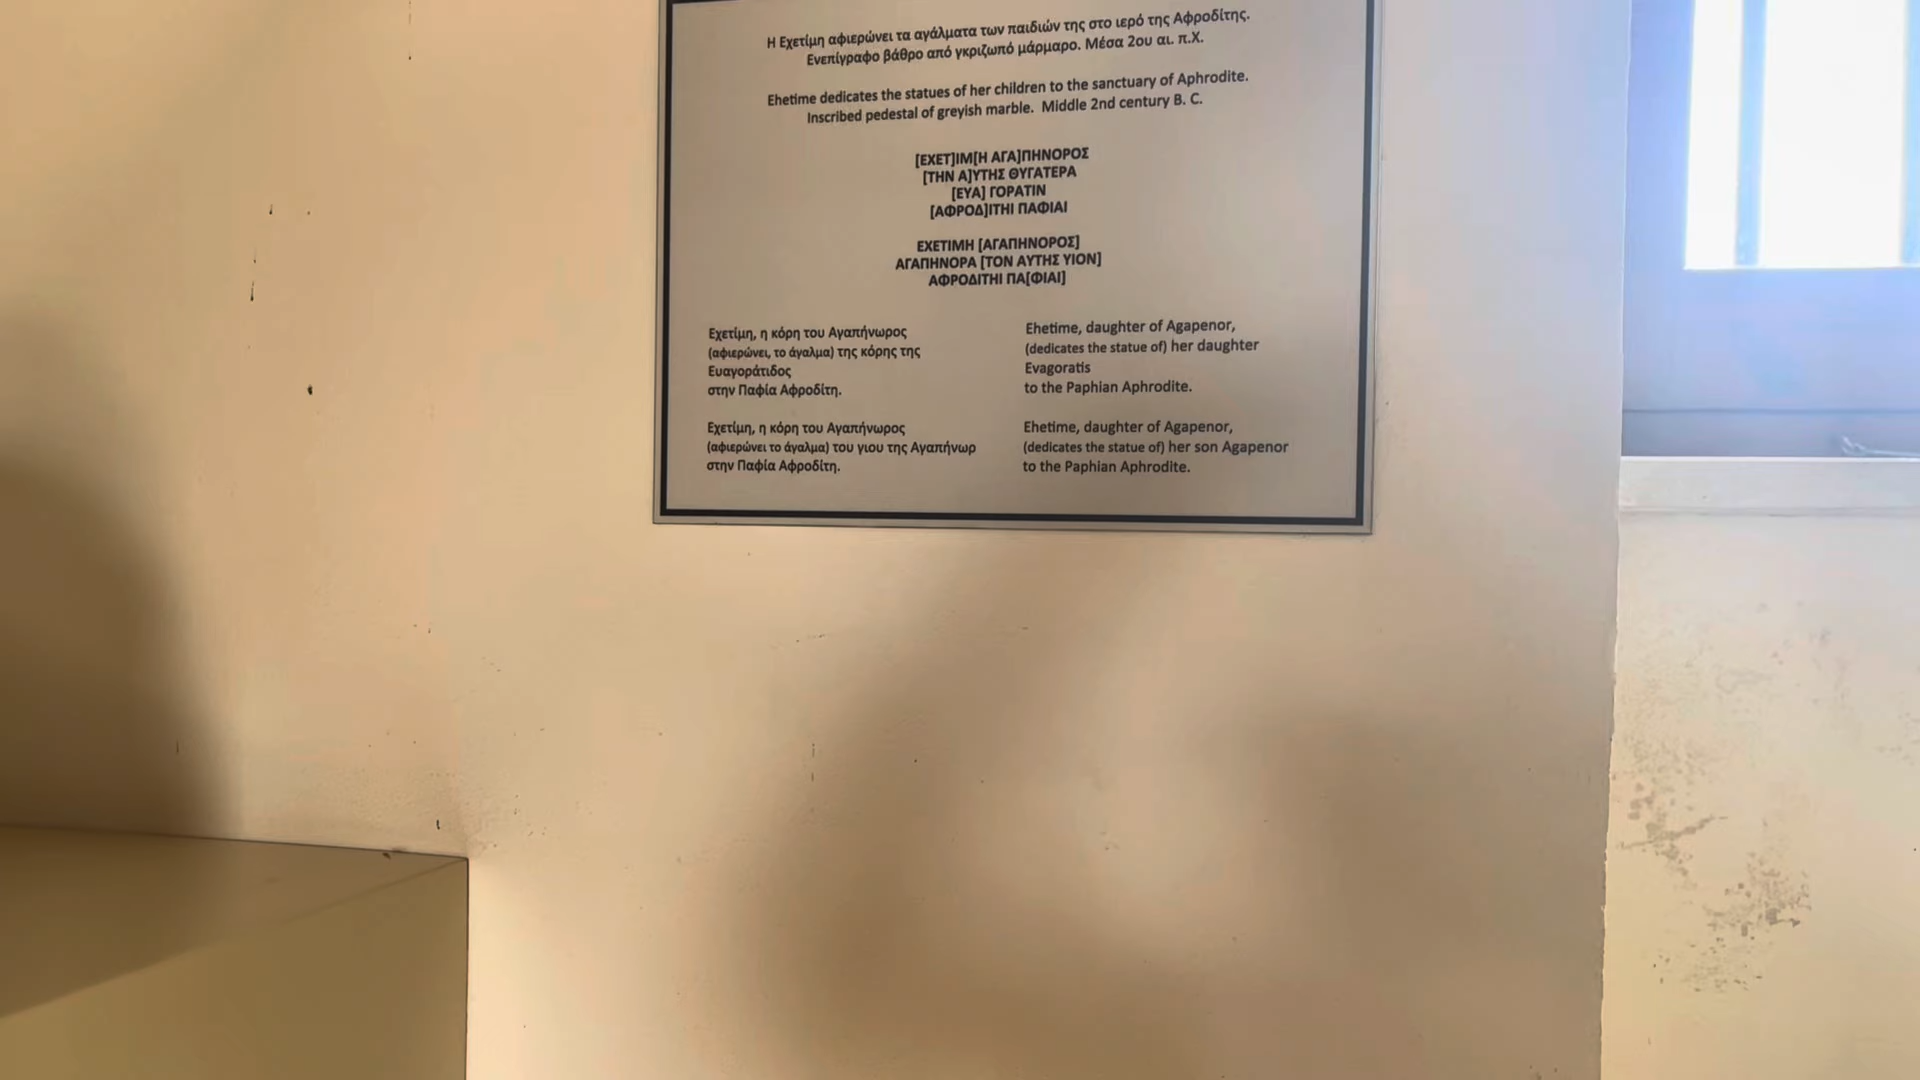 Η Εχετίμη αφιερώνει τα αγάλματα των παιδιών της στο ιερό της Αφροδίτης.
Ενεπίγραφο βάθρο από γκριζωπό μάρμαρο. Μέσα 2ου αι. π.Χ.
Ehetime dedicates the statues of her children to the sanctuary of Aphrodite.
Inscribed pedestal of greyish marble. Middle 2nd century B. C.
[ΕΧΕΤ]ΙΜ[Η ΑΓΑ]ΠΗΝΟΡΟΣ
[ΤΗΝ Α]ΥΤΗΣ ΘΥΓΑΤΕΡΑ
[ΕΥΑ] ΓΟΡΑΤΙΝ
[ΑΦΡΟΔ]ΙΤΗΙ ΠΑΦΙΑΙ
ΕΧΕΤΙΜΗ [ΑΓΑΠΗΝΟΡΟΣ]
ΑΓΑΠΗΝΟΡΑ [ΤΟΝ ΑΥΤΗΣ ΥΙΟΝ]
ΑΦΡΟΔΙΤΗΙ ΠΑ[ΦΙΑΙ]
Εχετίμη, η κόρη του Αγαπήνωρος
(αφιερώνει, το άγαλμα) της κόρης της
Ευαγοράτιδος
στην Παφία Αφροδίτη.
Εχετίμη, η κόρη του Αγαπήνωρος
(αφιερώνει το άγαλμα) του γιου της Αγαπήνωρ
στην Παφία Αφροδίτη.
Ehetime, daughter of Agapenor,
(dedicates the statue of) her daughter
Evagoratis
to the Paphian Aphrodite.
Ehetime, daughter of Agapenor,
(dedicates the statue of) her son Agapenor
to the Paphian Aphrodite.